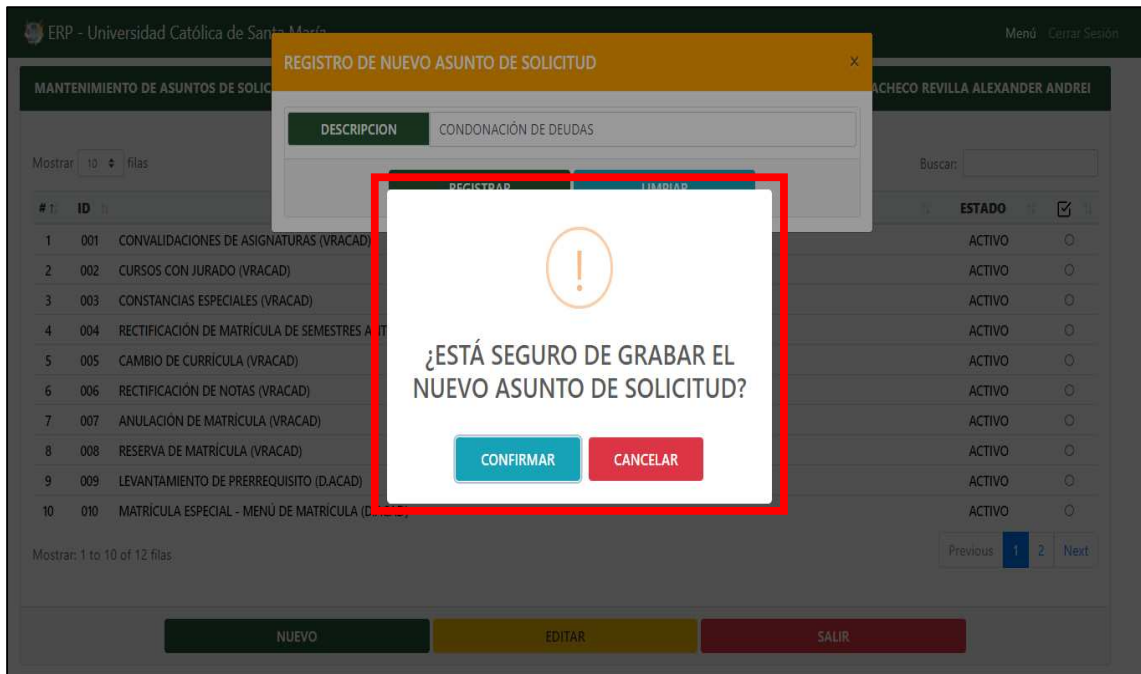 ERP - Universidad Católica de Santa María
Menú Cerrar Sesión
REGISTRO DE NUEVO ASUNTO DE SOLICITUD ×
MANTENIMIENTO DE ASUNTOS DE SOLIC
ACHECO REVILLA ALEXANDER ANDREI
DESCRIPCION CONDONACIÓN DE DEUDAS
Mostrar 10 filas
Buscar:
REGISTRAR LIMPIAR
# ID ESTADO
1 001 CONVALIDACIONES DE ASIGNATURAS (VRACAD) ACTIVO
2 002 CURSOS CON JURADO (VRACAD) ACTIVO
3 003 CONSTANCIAS ESPECIALES (VRACAD) ACTIVO
4 004 RECTIFICACIÓN DE MATRÍCULA DE SEMESTRES ANT ACTIVO
5 005 CAMBIO DE CURRÍCULA (VRACAD) ACTIVO
6 006 RECTIFICACIÓN DE NOTAS (VRACAD) ACTIVO
7 007 ANULACIÓN DE MATRÍCULA (VRACAD) ACTIVO
8 008 RESERVA DE MATRÍCULA (VRACAD) ACTIVO
9 009 LEVANTAMIENTO DE PRERREQUISITO (D.ACAD) ACTIVO
10 010 MATRÍCULA ESPECIAL - MENÚ DE MATRÍCULA (D.ACAD) ACTIVO
!
¿ESTÁ SEGURO DE GRABAR EL
NUEVO ASUNTO DE SOLICITUD?
CONFIRMAR CANCELAR
Mostrar: 1 to 10 of 12 filas
Previous 1 2 Next
NUEVO EDITAR SALIR